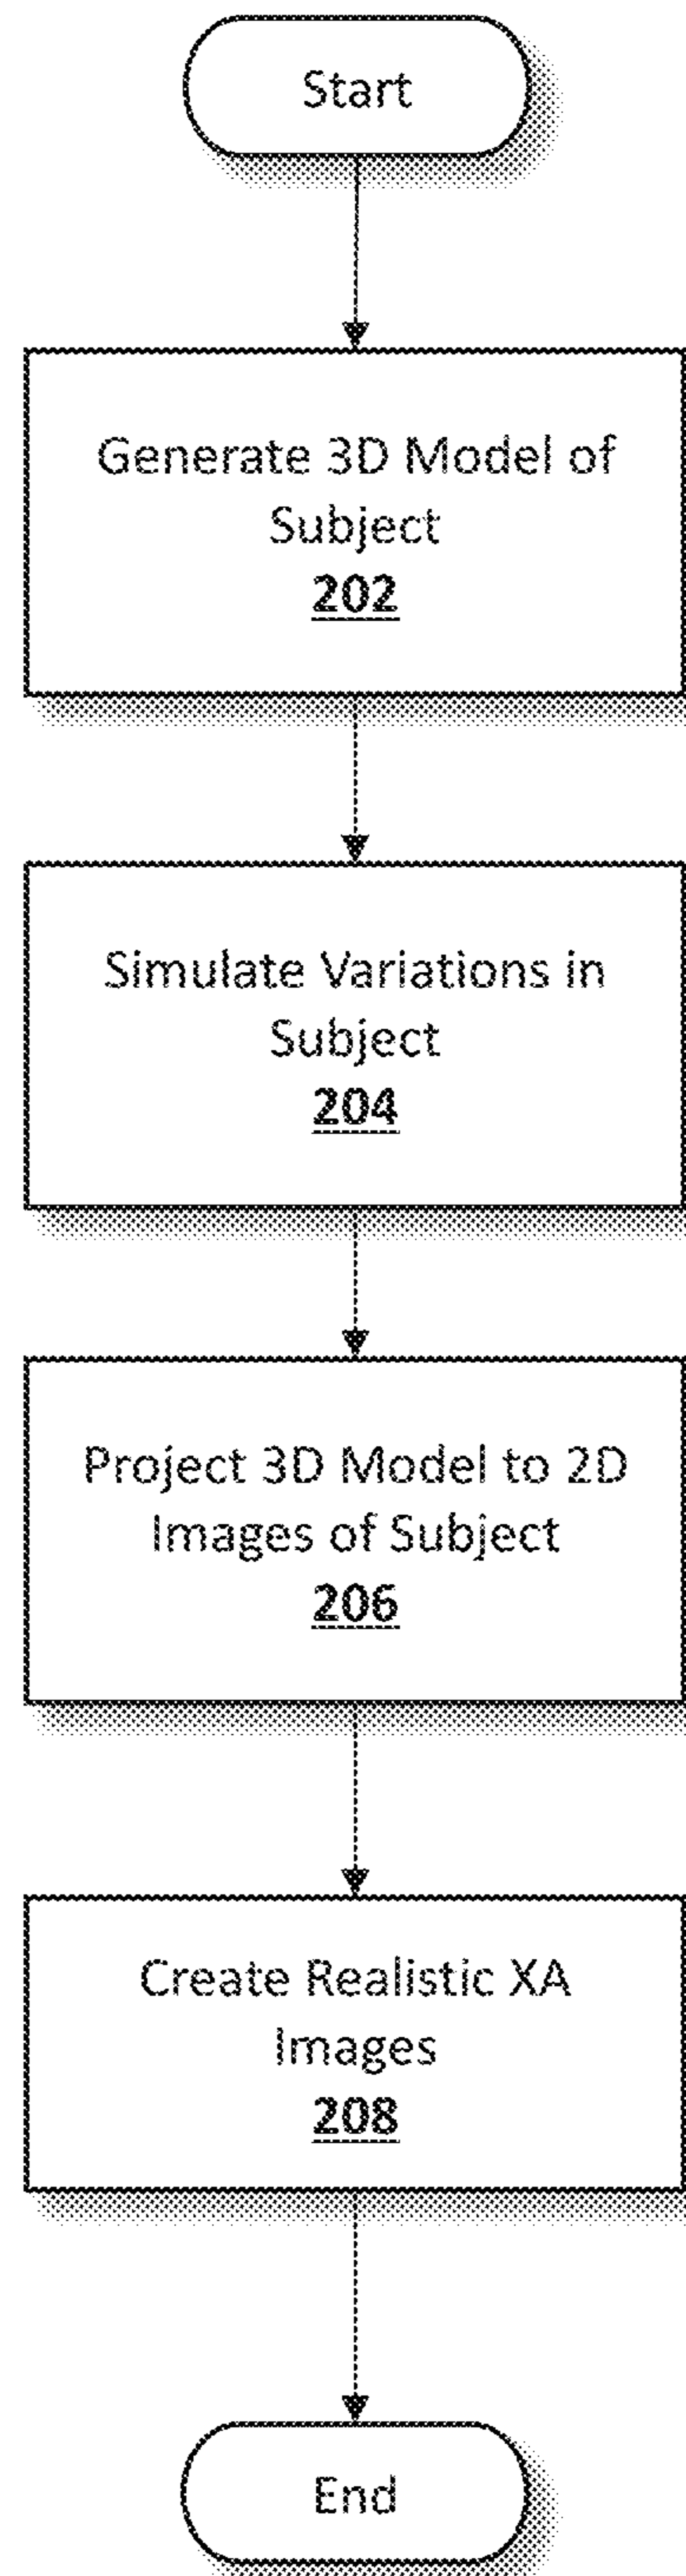 Start
Generate 3D Model of
Subject
202
Simulate Variations in
Subject
204
Project 3D Model to 2D
Images of Subject
206
Create Realistic XA
Images
208
End